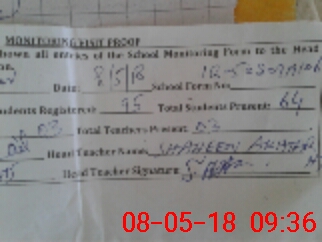 MONITORING VISIT PROOF
shown all entries of the School Monitoring Form to the Head
Date: 8/5/18 School Form No:
Students Registered: 95 Total Students Present: 64
03 Total Teachers Present: 03
Head Teacher Name: SHAHEEN AKHTER
Head Teacher Signature:
08-05-18 09:36